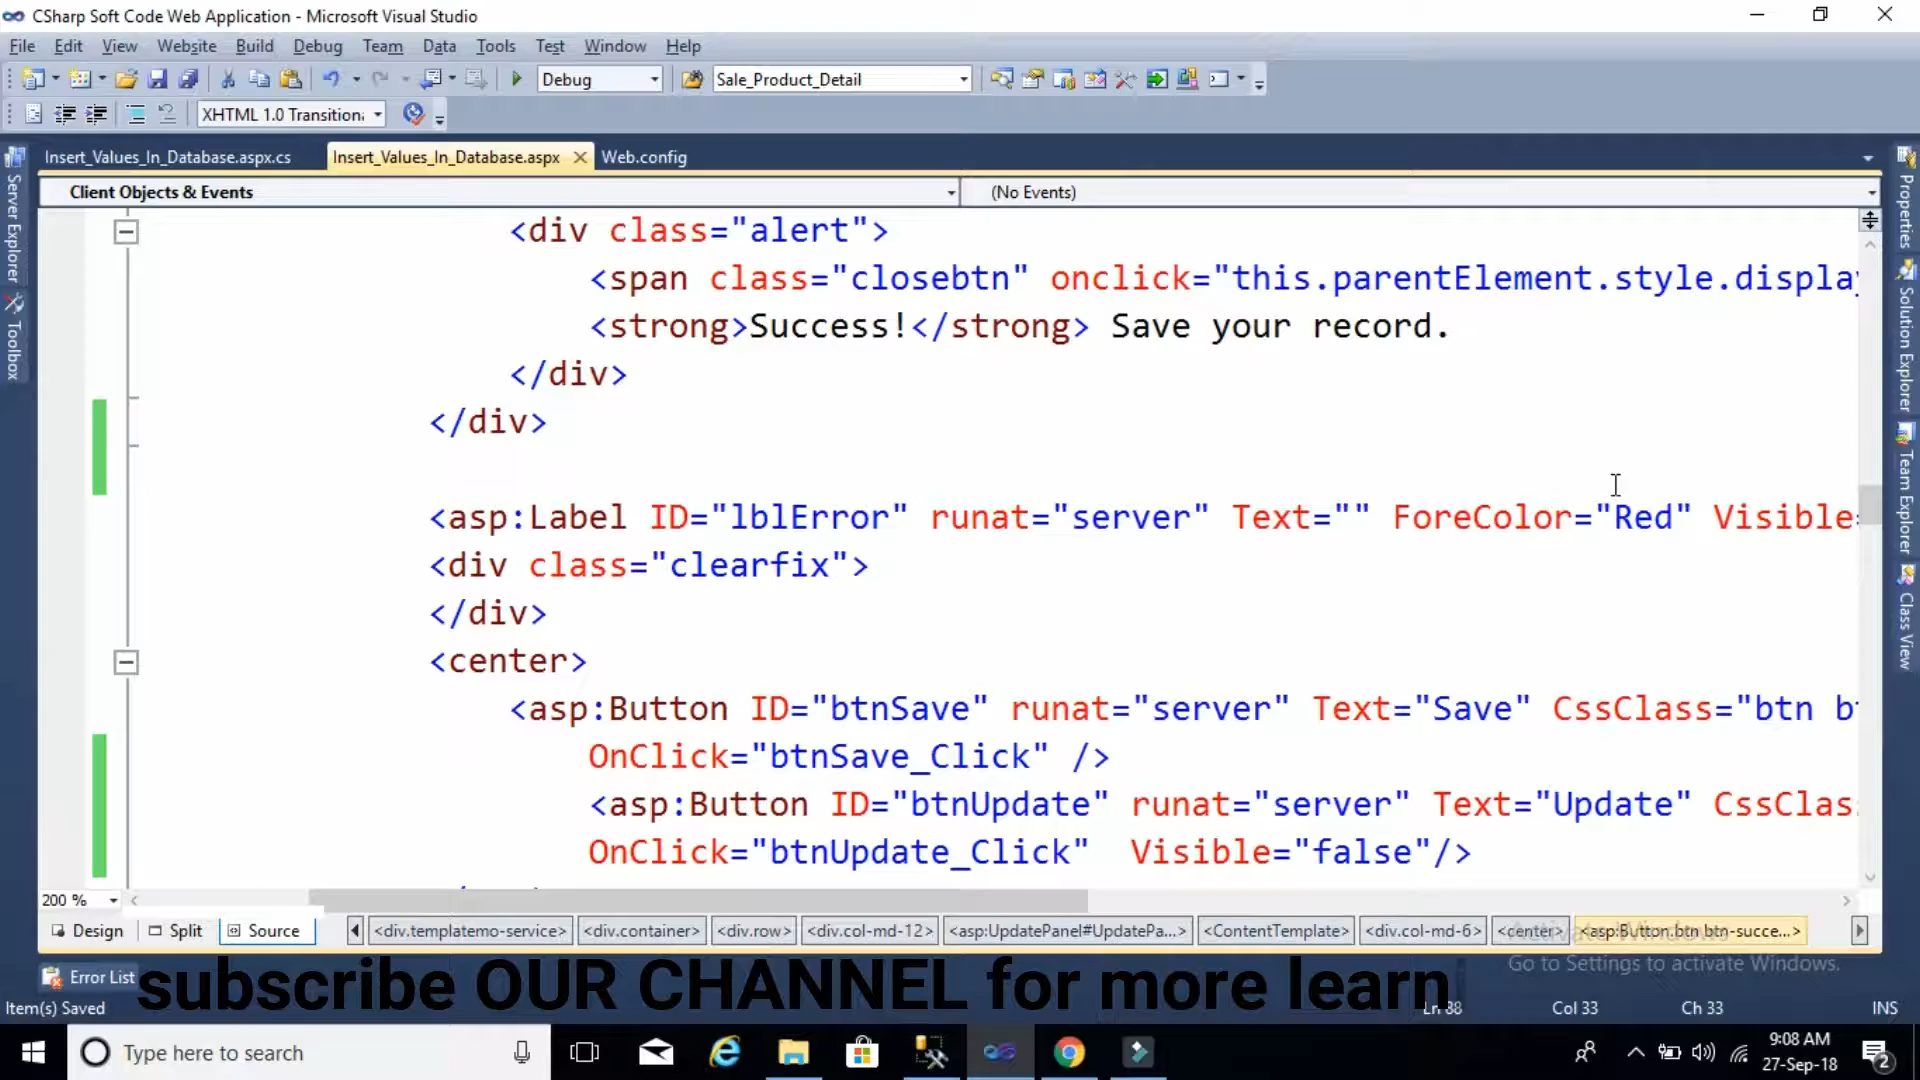 CSharp Soft Code Web Application - Microsoft Visual Studio
File Edit View Website Build Debug Team Data Tools Test Window Help
Debug Sale_Product_Detail
XHTML 1.0 Transition
Insert_Values_In_Database.aspx.cs Insert_Values_In_Database.aspx Web.config
Client Objects & Events (No Events)
Server Explorer
Toolbox
Properties
Solution Explorer
Team Explorer
Class View
<div class="alert">
<span class="closebtn" onclick="this.parentElement.style.display
<strong>Success!</strong> Save your record.
</div>
</div>
<asp:Label ID="lblError" runat="server" Text="" ForeColor="Red" Visible=
<div class="clearfix">
</div>
<center>
<asp:Button ID="btnSave" runat="server" Text="Save" CssClass="btn b
OnClick="btnSave_Click" />
<asp:Button ID="btnUpdate" runat="server" Text="Update" CssClas
OnClick="btnUpdate_Click" Visible="false"/>
200 %
Design Split Source <div.templatemo-service> <div.container> <div.row> <div.col-md-12> <asp:UpdatePanel#UpdatePa...> <ContentTemplate> <div.col-md-6> <center> <asp:Button.btn.btn-succe...>
Activate Windows
Go to Settings to activate Windows.
Error List
subscribe OUR CHANNEL for more learn
Item(s) Saved Col 33 Ch 33 INS
Type here to search
9:08 AM
27-Sep-18
2